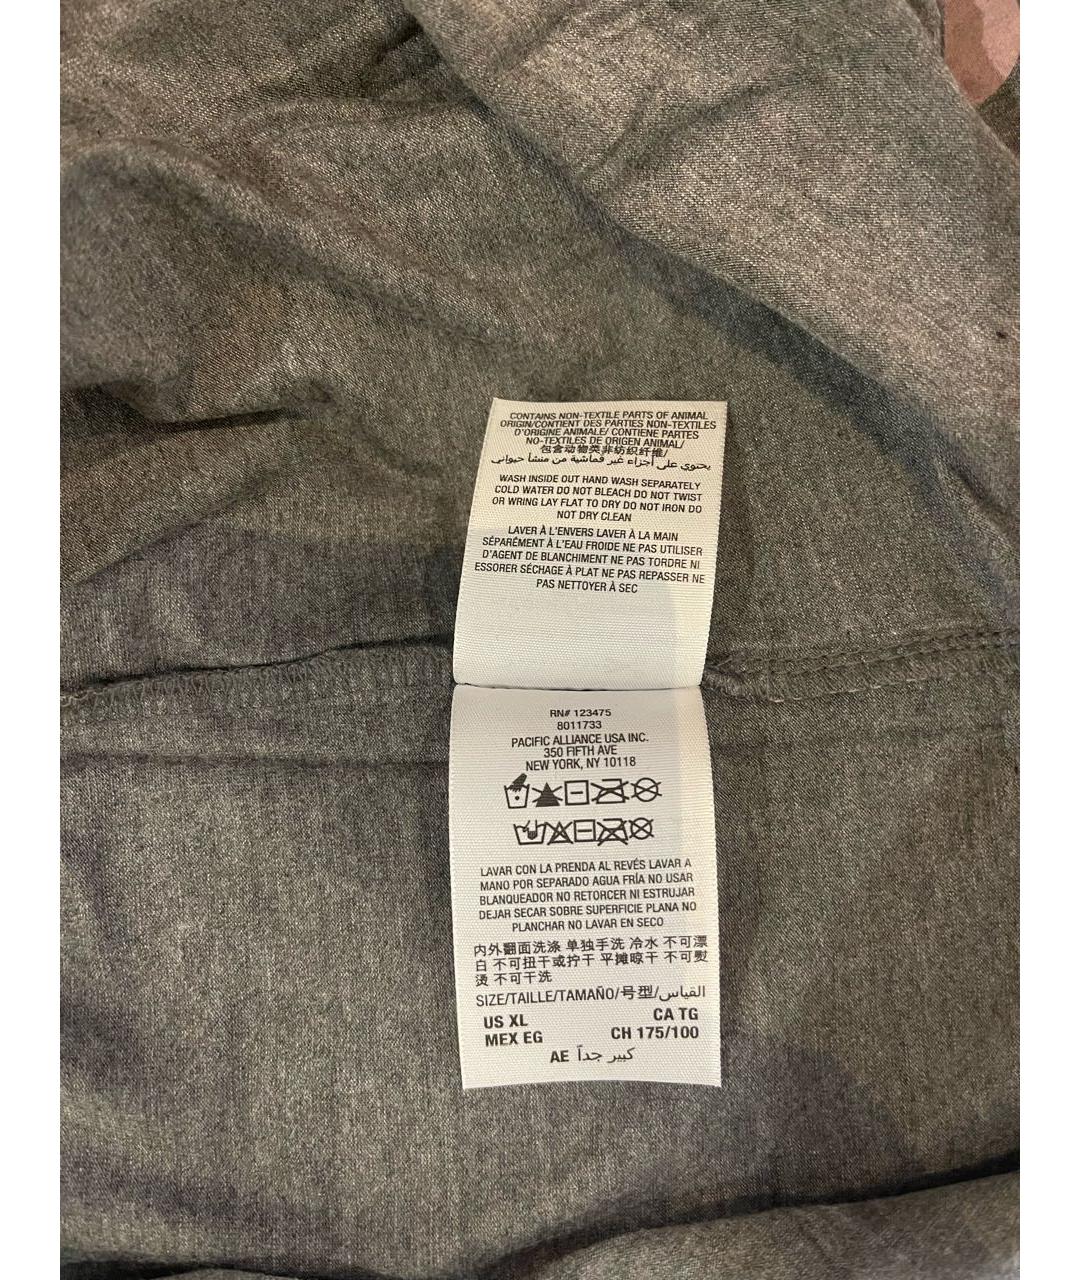 CONTAINS NON-TEXTILE PARTS OF ANIMAL
ORIGIN/CONTIENT DES PARTIES NON-TEXTILES
D'ORIGINE ANIMALE/ CONTIENE PARTES
NO-TEXTILES DE ORIGEN ANIMAL/
包含动物类非纺织纤维/
يحتوي على أجزاء غير قماشية من منشأ حيواني
WASH INSIDE OUT HAND WASH SEPARATELY
COLD WATER DO NOT BLEACH DO NOT TWIST
OR WRING LAY FLAT TO DRY DO NOT IRON DO
NOT DRY CLEAN
LAVER À L'ENVERS LAVER À LA MAIN
SÉPARÉMENT À L'EAU FROIDE NE PAS UTILISER
D'AGENT DE BLANCHIMENT NE PAS TORDRE NI
ESSORER SÉCHAGE À PLAT NE PAS REPASSER NE
PAS NETTOYER À SEC
RN# 123475
8011733
PACIFIC ALLIANCE USA INC.
350 FIFTH AVE
NEW YORK, NY 10118
LAVAR CON LA PRENDA AL REVÉS LAVAR A
MANO POR SEPARADO AGUA FRÍA NO USAR
BLANQUEADOR NO RETORCER NI ESTRUJAR
DEJAR SECAR SOBRE SUPERFICIE PLANA NO
PLANCHAR NO LAVAR EN SECO
内外翻面洗涤 单独手洗 冷水 不可漂
白 不可扭干或拧干 平摊晾干 不可熨
烫 不可干洗
SIZE/TAILLE/TAMAÑO/号型/القياس
US XL CA TG
MEX EG CH 175/100
AE كبير جداً